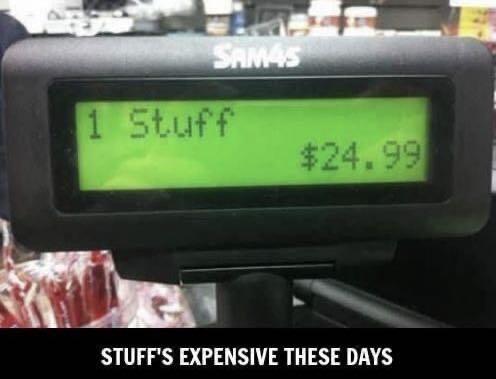 SAM4S
1 Stuff
$24.99
STUFF'S EXPENSIVE THESE DAYS